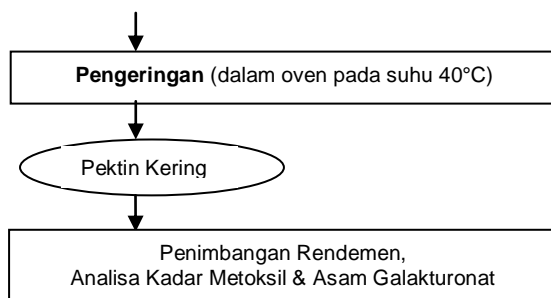 Pengeringan (dalam oven pada suhu 40°C)
Pektin Kering
Penimbangan Rendemen,
Analisa Kadar Metoksil & Asam Galakturonat